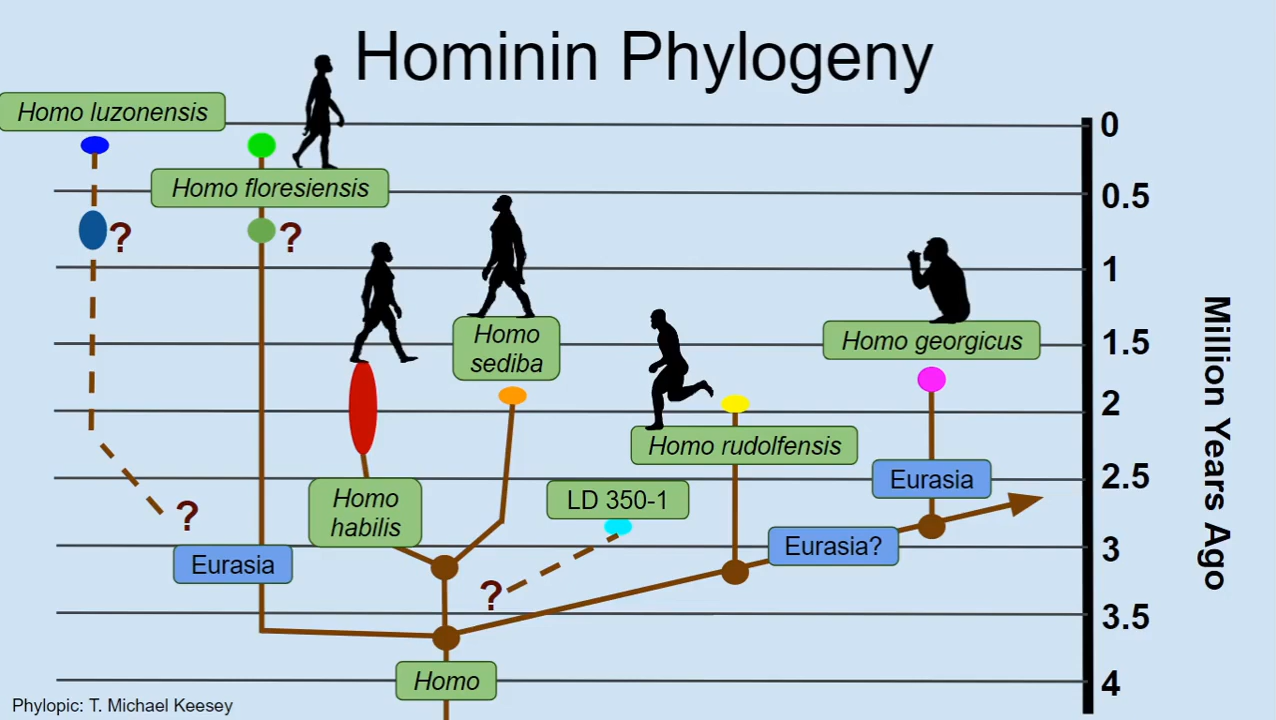 Hominin Phylogeny
Homo luzonensis
0
Homo floresiensis
0.5
?
?
1
Homo
sediba
Homo georgicus
1.5
Million Years Ago
2
Homo rudolfensis
Eurasia
2.5
Homo
habilis
LD 350-1
?
Eurasia?
3
Eurasia
?
3.5
Homo
4
Phylopic: T. Michael Keesey